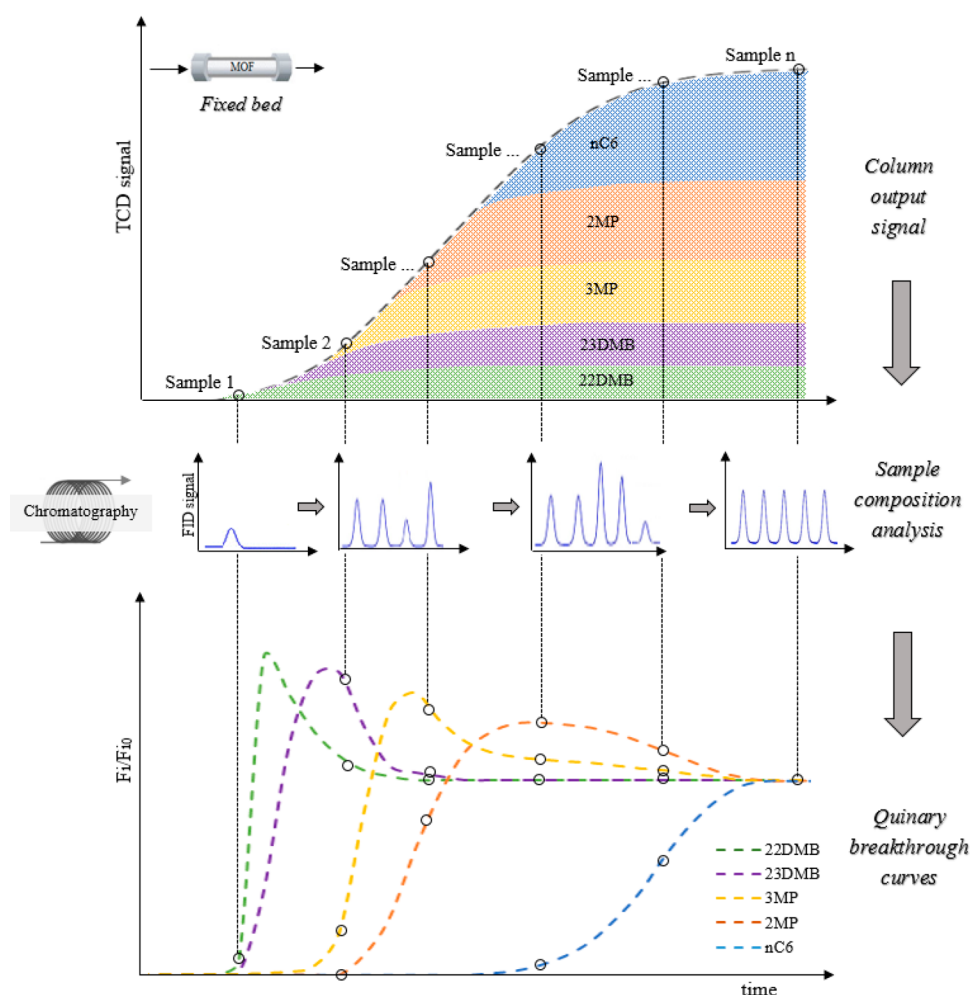 MOF
Fixed bed
TCD signal
Sample 1
Sample 2
Sample ...
Sample ...
Sample ...
Sample n
nC6
2MP
3MP
23DMB
22DMB
Column
output
signal
Chromatography
FID signal
Sample
composition
analysis
Fi/Fi0
22DMB
23DMB
3MP
2MP
nC6
time
Quinary
breakthrough
curves